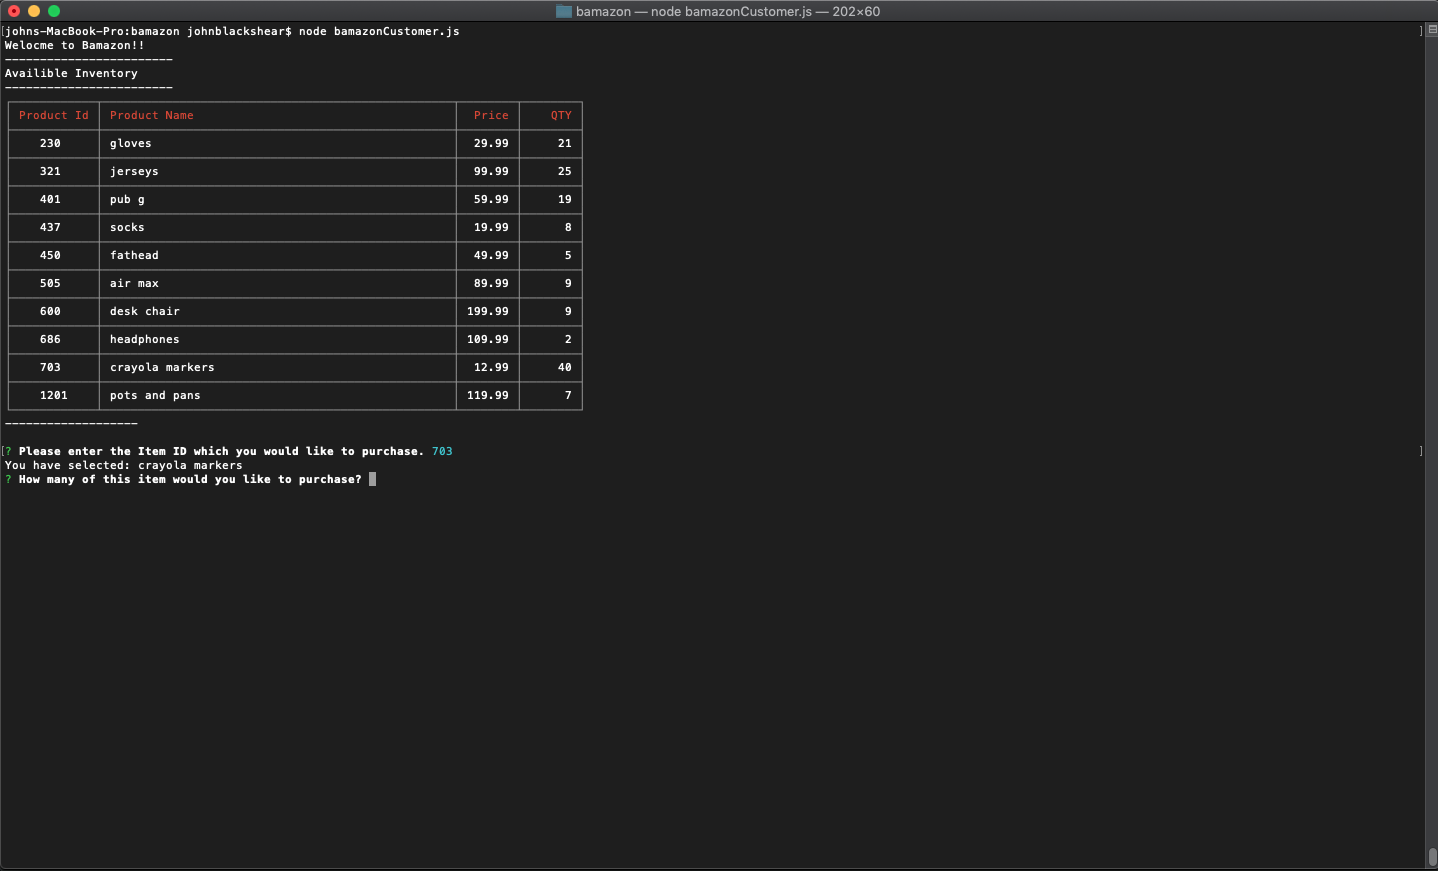 bamazon — node bamazonCustomer.js — 202×60
[johns-MacBook-Pro:bamazon johnblackshear$ node bamazonCustomer.js ]
Welocme to Bamazon!!
------------------------
Availible Inventory
------------------------
Product Id Product Name Price QTY
230 gloves 29.99 21
321 jerseys 99.99 25
401 pub g 59.99 19
437 socks 19.99 8
450 fathead 49.99 5
505 air max 89.99 9
600 desk chair 199.99 9
686 headphones 109.99 2
703 crayola markers 12.99 40
1201 pots and pans 119.99 7
-------------------
[? Please enter the Item ID which you would like to purchase. 703 ]
You have selected: crayola markers
? How many of this item would you like to purchase?